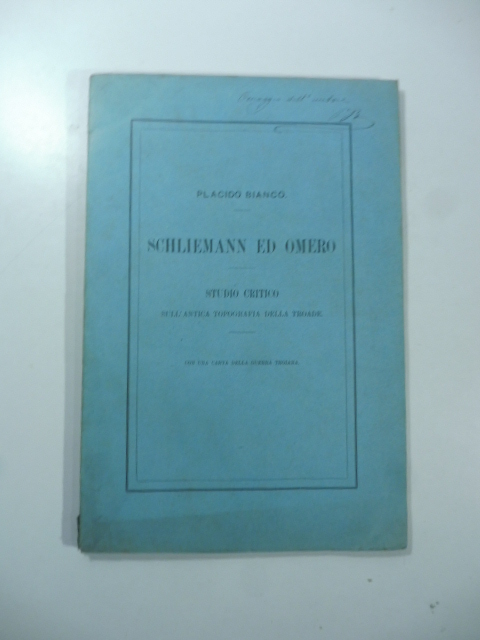 Omaggio dell'autore
PLACIDO BIANCO.
SCHLIEMANN ED OMERO
STUDIO CRITICO
SULL'ANTICA TOPOGRAFIA DELLA TROADE.
CON UNA CARTA DELLA GUERRA TROIANA.